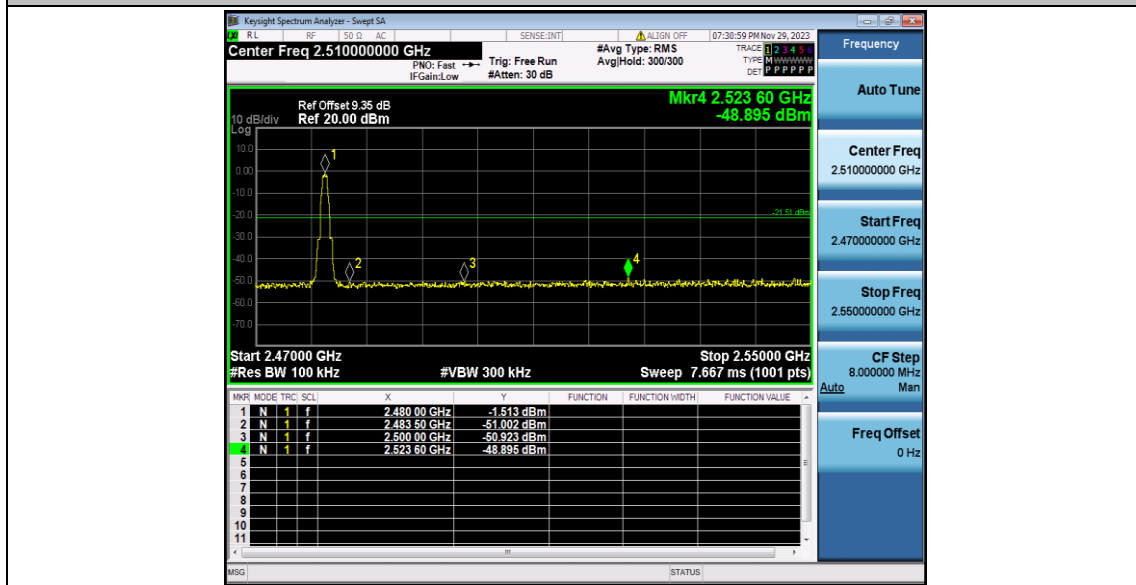 Keysight Spectrum Analyzer - Swept SA
RL RF 50 Ω AC SENSE:INT ALIGN OFF 07:30:59 PM Nov 29, 2023
Center Freq 2.510000000 GHz
PNO: Fast
IFGain:Low
Trig: Free Run
#Atten: 30 dB
#Avg Type: RMS
Avg|Hold: 300/300
TRACE 1 2 3 4 5 6
TYPE M WWWWW
DET P P P P P P
Frequency
Auto Tune
Center Freq
2.510000000 GHz
Start Freq
2.470000000 GHz
Stop Freq
2.550000000 GHz
CF Step
8.000000 MHz
Auto Man
Freq Offset
0 Hz
Mkr4 2.523 60 GHz
-48.895 dBm
Ref Offset 9.35 dB
10 dB/div Ref 20.00 dBm
Log
10.0
0.00
-10.0
-20.0
-30.0
-40.0
-50.0
-60.0
-70.0
1
2
3
4
-21.51 dBm
Start 2.47000 GHz Stop 2.55000 GHz
#Res BW 100 kHz #VBW 300 kHz Sweep 7.667 ms (1001 pts)
MKR MODE TRC SCL X Y FUNCTION FUNCTION WIDTH FUNCTION VALUE
1 N 1 f 2.480 00 GHz -1.513 dBm
2 N 1 f 2.483 50 GHz -51.002 dBm
3 N 1 f 2.500 00 GHz -50.923 dBm
4 N 1 f 2.523 60 GHz -48.895 dBm
5
6
7
8
9
10
11
MSG STATUS